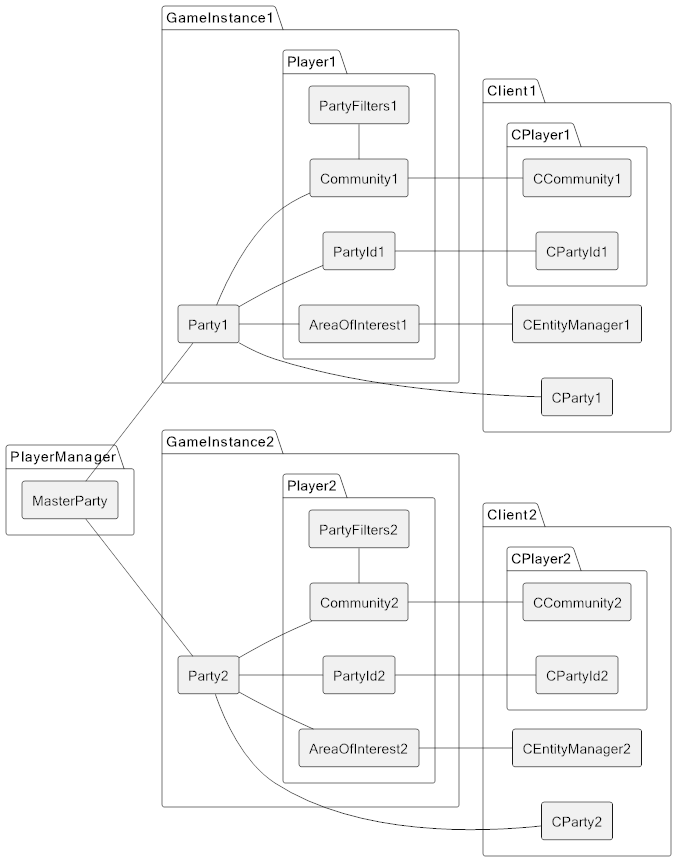 GameInstance1
Player1
PartyFilters1
Community1
PartyId1
Party1
AreaOfInterest1
Client1
CPlayer1
CCommunity1
CPartyId1
CEntityManager1
CParty1
PlayerManager
MasterParty
GameInstance2
Player2
PartyFilters2
Community2
Party2
PartyId2
AreaOfInterest2
Client2
CPlayer2
CCommunity2
CPartyId2
CEntityManager2
CParty2